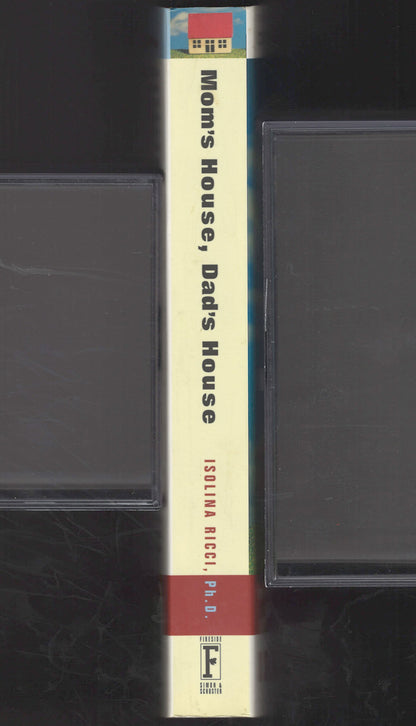 Mom's House, Dad's House
ISOLINA RICCI, Ph.D.
FIRESIDE
F
SIMON &
SCHUSTER